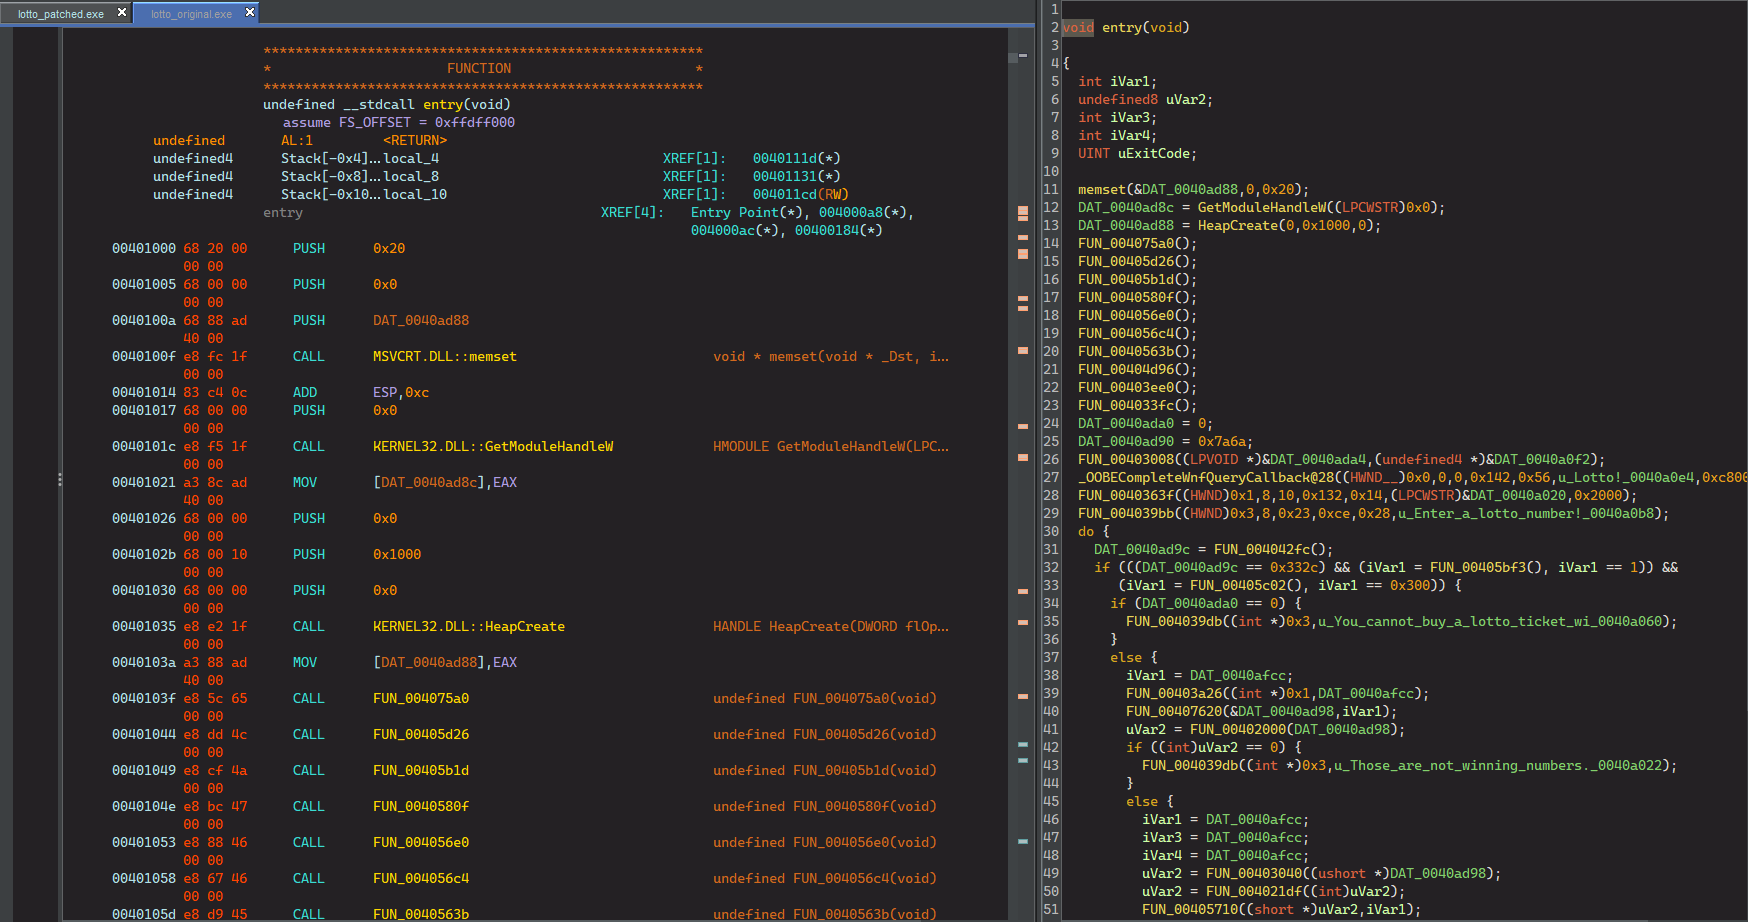 lotto_patched.exe ✕ lotto_original.exe ✕
*******************************************************
* FUNCTION *
*******************************************************
undefined __stdcall entry(void)
assume FS_OFFSET = 0xffdff000
undefined AL:1 <RETURN>
undefined4 Stack[-0x4]...local_4 XREF[1]: 0040111d(*)
undefined4 Stack[-0x8]...local_8 XREF[1]: 00401131(*)
undefined4 Stack[-0x10...local_10 XREF[1]: 004011cd(RW)
entry XREF[4]: Entry Point(*), 004000a8(*),
004000ac(*), 00400184(*)
00401000 68 20 00 PUSH 0x20
00 00
00401005 68 00 00 PUSH 0x0
00 00
0040100a 68 88 ad PUSH DAT_0040ad88
40 00
0040100f e8 fc 1f CALL MSVCRT.DLL::memset void * memset(void * _Dst, i...
00 00
00401014 83 c4 0c ADD ESP,0xc
00401017 68 00 00 PUSH 0x0
00 00
0040101c e8 f5 1f CALL KERNEL32.DLL::GetModuleHandleW HMODULE GetModuleHandleW(LPC...
00 00
00401021 a3 8c ad MOV [DAT_0040ad8c],EAX
40 00
00401026 68 00 00 PUSH 0x0
00 00
0040102b 68 00 10 PUSH 0x1000
00 00
00401030 68 00 00 PUSH 0x0
00 00
00401035 e8 e2 1f CALL KERNEL32.DLL::HeapCreate HANDLE HeapCreate(DWORD flOp...
00 00
0040103a a3 88 ad MOV [DAT_0040ad88],EAX
40 00
0040103f e8 5c 65 CALL FUN_004075a0 undefined FUN_004075a0(void)
00 00
00401044 e8 dd 4c CALL FUN_00405d26 undefined FUN_00405d26(void)
00 00
00401049 e8 cf 4a CALL FUN_00405b1d undefined FUN_00405b1d(void)
00 00
0040104e e8 bc 47 CALL FUN_0040580f undefined FUN_0040580f(void)
00 00
00401053 e8 88 46 CALL FUN_004056e0 undefined FUN_004056e0(void)
00 00
00401058 e8 67 46 CALL FUN_004056c4 undefined FUN_004056c4(void)
00 00
0040105d e8 d9 45 CALL FUN_0040563b undefined FUN_0040563b(void)
1
2 void entry(void)
3
4 {
5 int iVar1;
6 undefined8 uVar2;
7 int iVar3;
8 int iVar4;
9 UINT uExitCode;
10
11 memset(&DAT_0040ad88,0,0x20);
12 DAT_0040ad8c = GetModuleHandleW((LPCWSTR)0x0);
13 DAT_0040ad88 = HeapCreate(0,0x1000,0);
14 FUN_004075a0();
15 FUN_00405d26();
16 FUN_00405b1d();
17 FUN_0040580f();
18 FUN_004056e0();
19 FUN_004056c4();
20 FUN_0040563b();
21 FUN_00404d96();
22 FUN_00403ee0();
23 FUN_004033fc();
24 DAT_0040ada0 = 0;
25 DAT_0040ad90 = 0x7a6a;
26 FUN_00403008((LPVOID *)&DAT_0040ada4,(undefined4 *)&DAT_0040a0f2);
27 _OOBECompleteWnfQueryCallback@28((HWND__)0x0,0,0,0x142,0x56,u_Lotto!_0040a0e4,0xc800
28 FUN_0040363f((HWND)0x1,8,10,0x132,0x14,(LPCWSTR)&DAT_0040a020,0x2000);
29 FUN_004039bb((HWND)0x3,8,0x23,0xce,0x28,u_Enter_a_lotto_number!_0040a0b8);
30 do {
31 DAT_0040ad9c = FUN_004042fc();
32 if (((DAT_0040ad9c == 0x332c) && (iVar1 = FUN_00405bf3(), iVar1 == 1)) &&
33 (iVar1 = FUN_00405c02(), iVar1 == 0x300)) {
34 if (DAT_0040ada0 == 0) {
35 FUN_004039db((int *)0x3,u_You_cannot_buy_a_lotto_ticket_wi_0040a060);
36 }
37 else {
38 iVar1 = DAT_0040afcc;
39 FUN_00403a26((int *)0x1,DAT_0040afcc);
40 FUN_00407620(&DAT_0040ad98,iVar1);
41 uVar2 = FUN_00402000(DAT_0040ad98);
42 if ((int)uVar2 == 0) {
43 FUN_004039db((int *)0x3,u_Those_are_not_winning_numbers._0040a022);
44 }
45 else {
46 iVar1 = DAT_0040afcc;
47 iVar3 = DAT_0040afcc;
48 iVar4 = DAT_0040afcc;
49 uVar2 = FUN_00403040((ushort *)DAT_0040ad98);
50 uVar2 = FUN_004021df((int)uVar2);
51 FUN_00405710((short *)uVar2,iVar1);